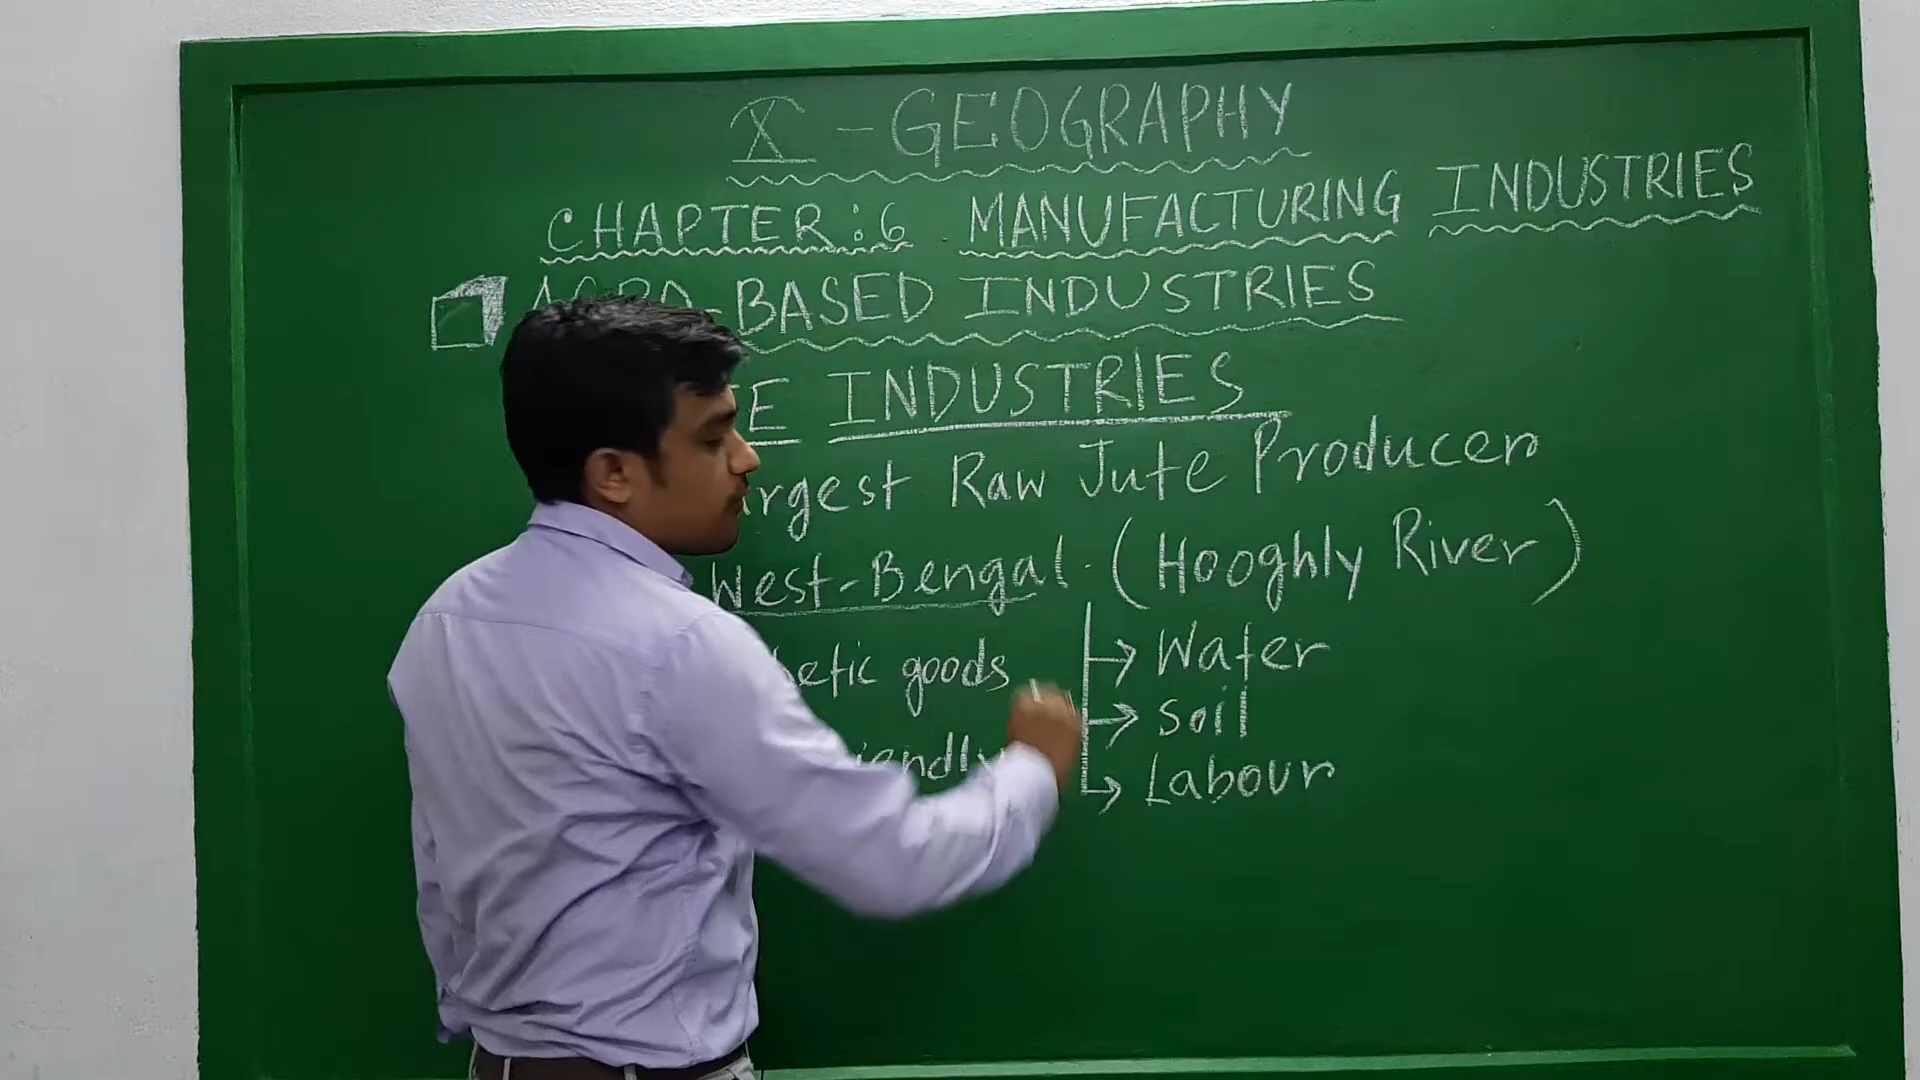 X - GEOGRAPHY
CHAPTER:6 MANUFACTURING INDUSTRIES
AGRO-BASED INDUSTRIES
INDUSTRIES
Raw Jute Producer
West-Bengal. (Hooghly River)
goods
→ Water
→ Soil
→ Labour